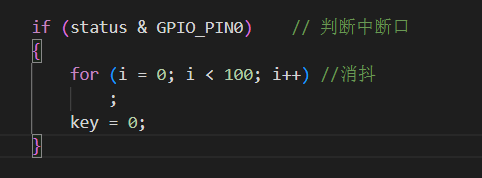 if (status & GPIO_PIN0)    // 判断中断口
{
    for (i = 0; i < 100; i++) //消抖
        ;
    key = 0;
}